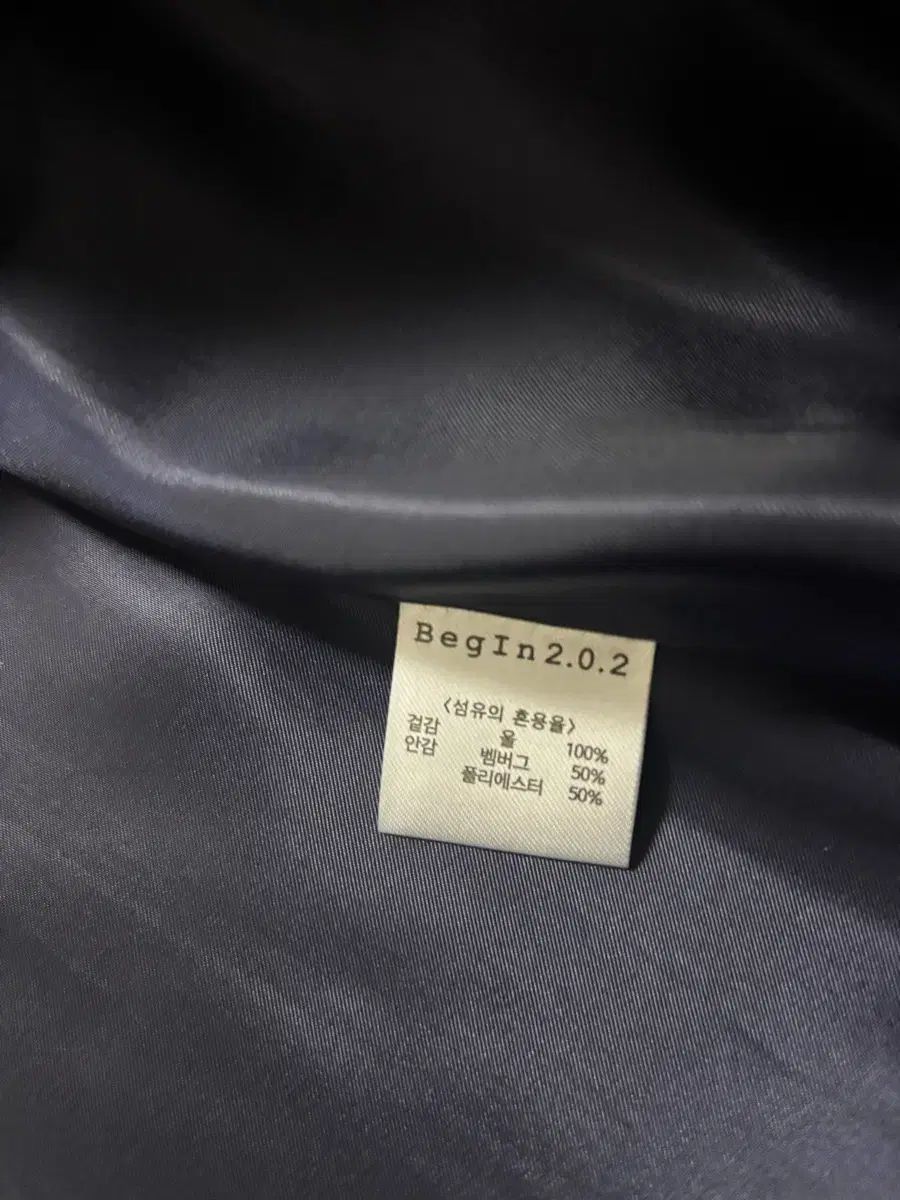 BegIn2.0.2
<섬유의 혼용율>
겉감 울 100%
안감 벰버그 50%
폴리에스터 50%